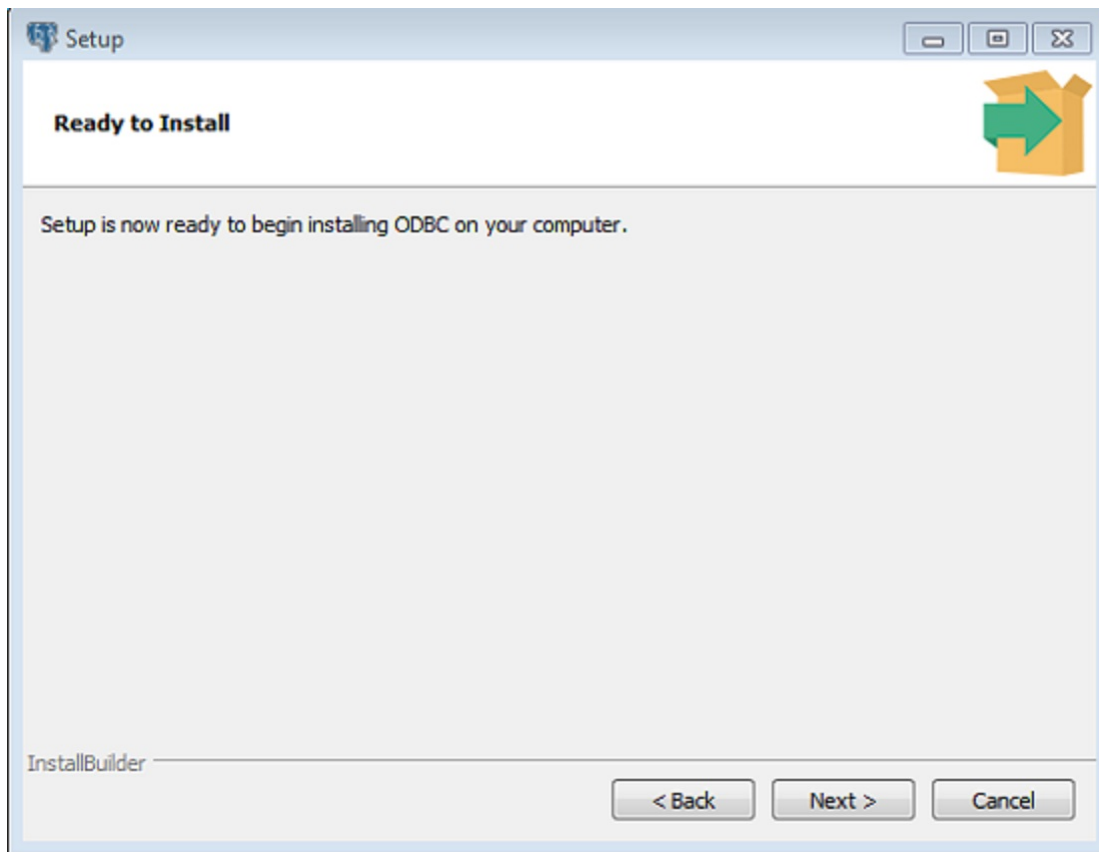 Setup
Ready to Install
Setup is now ready to begin installing ODBC on your computer.
InstallBuilder
< Back Next > Cancel